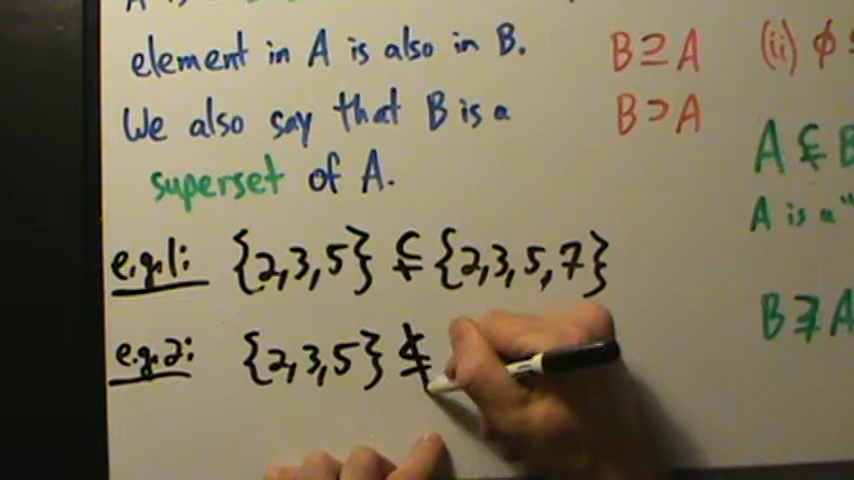 A is
element in A is also in B.
We also say that B is a
superset of A.
e.g.1: {2,3,5} ⊊ {2,3,5,7}
e.g.2: {2,3,5} ⊈
B ⊇ A
B ⊃ A
(ii) ϕ
A ⊊ B
A is a "
B ⊋ A